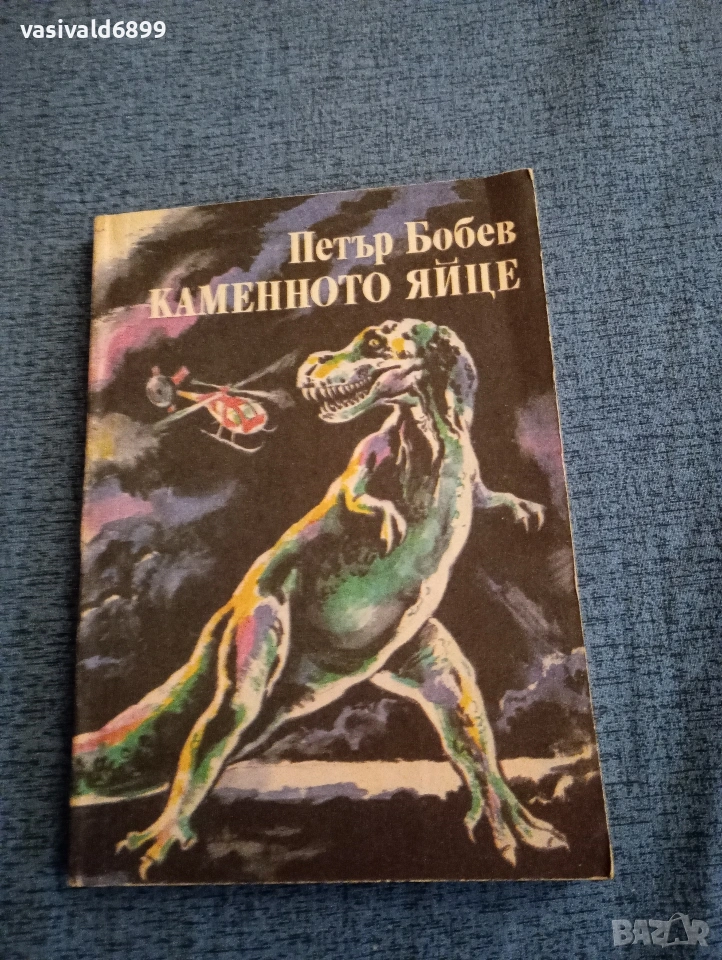 vasivald6899
Петър Бобев
КАМЕННОТО ЯЙЦЕ
BAZAR